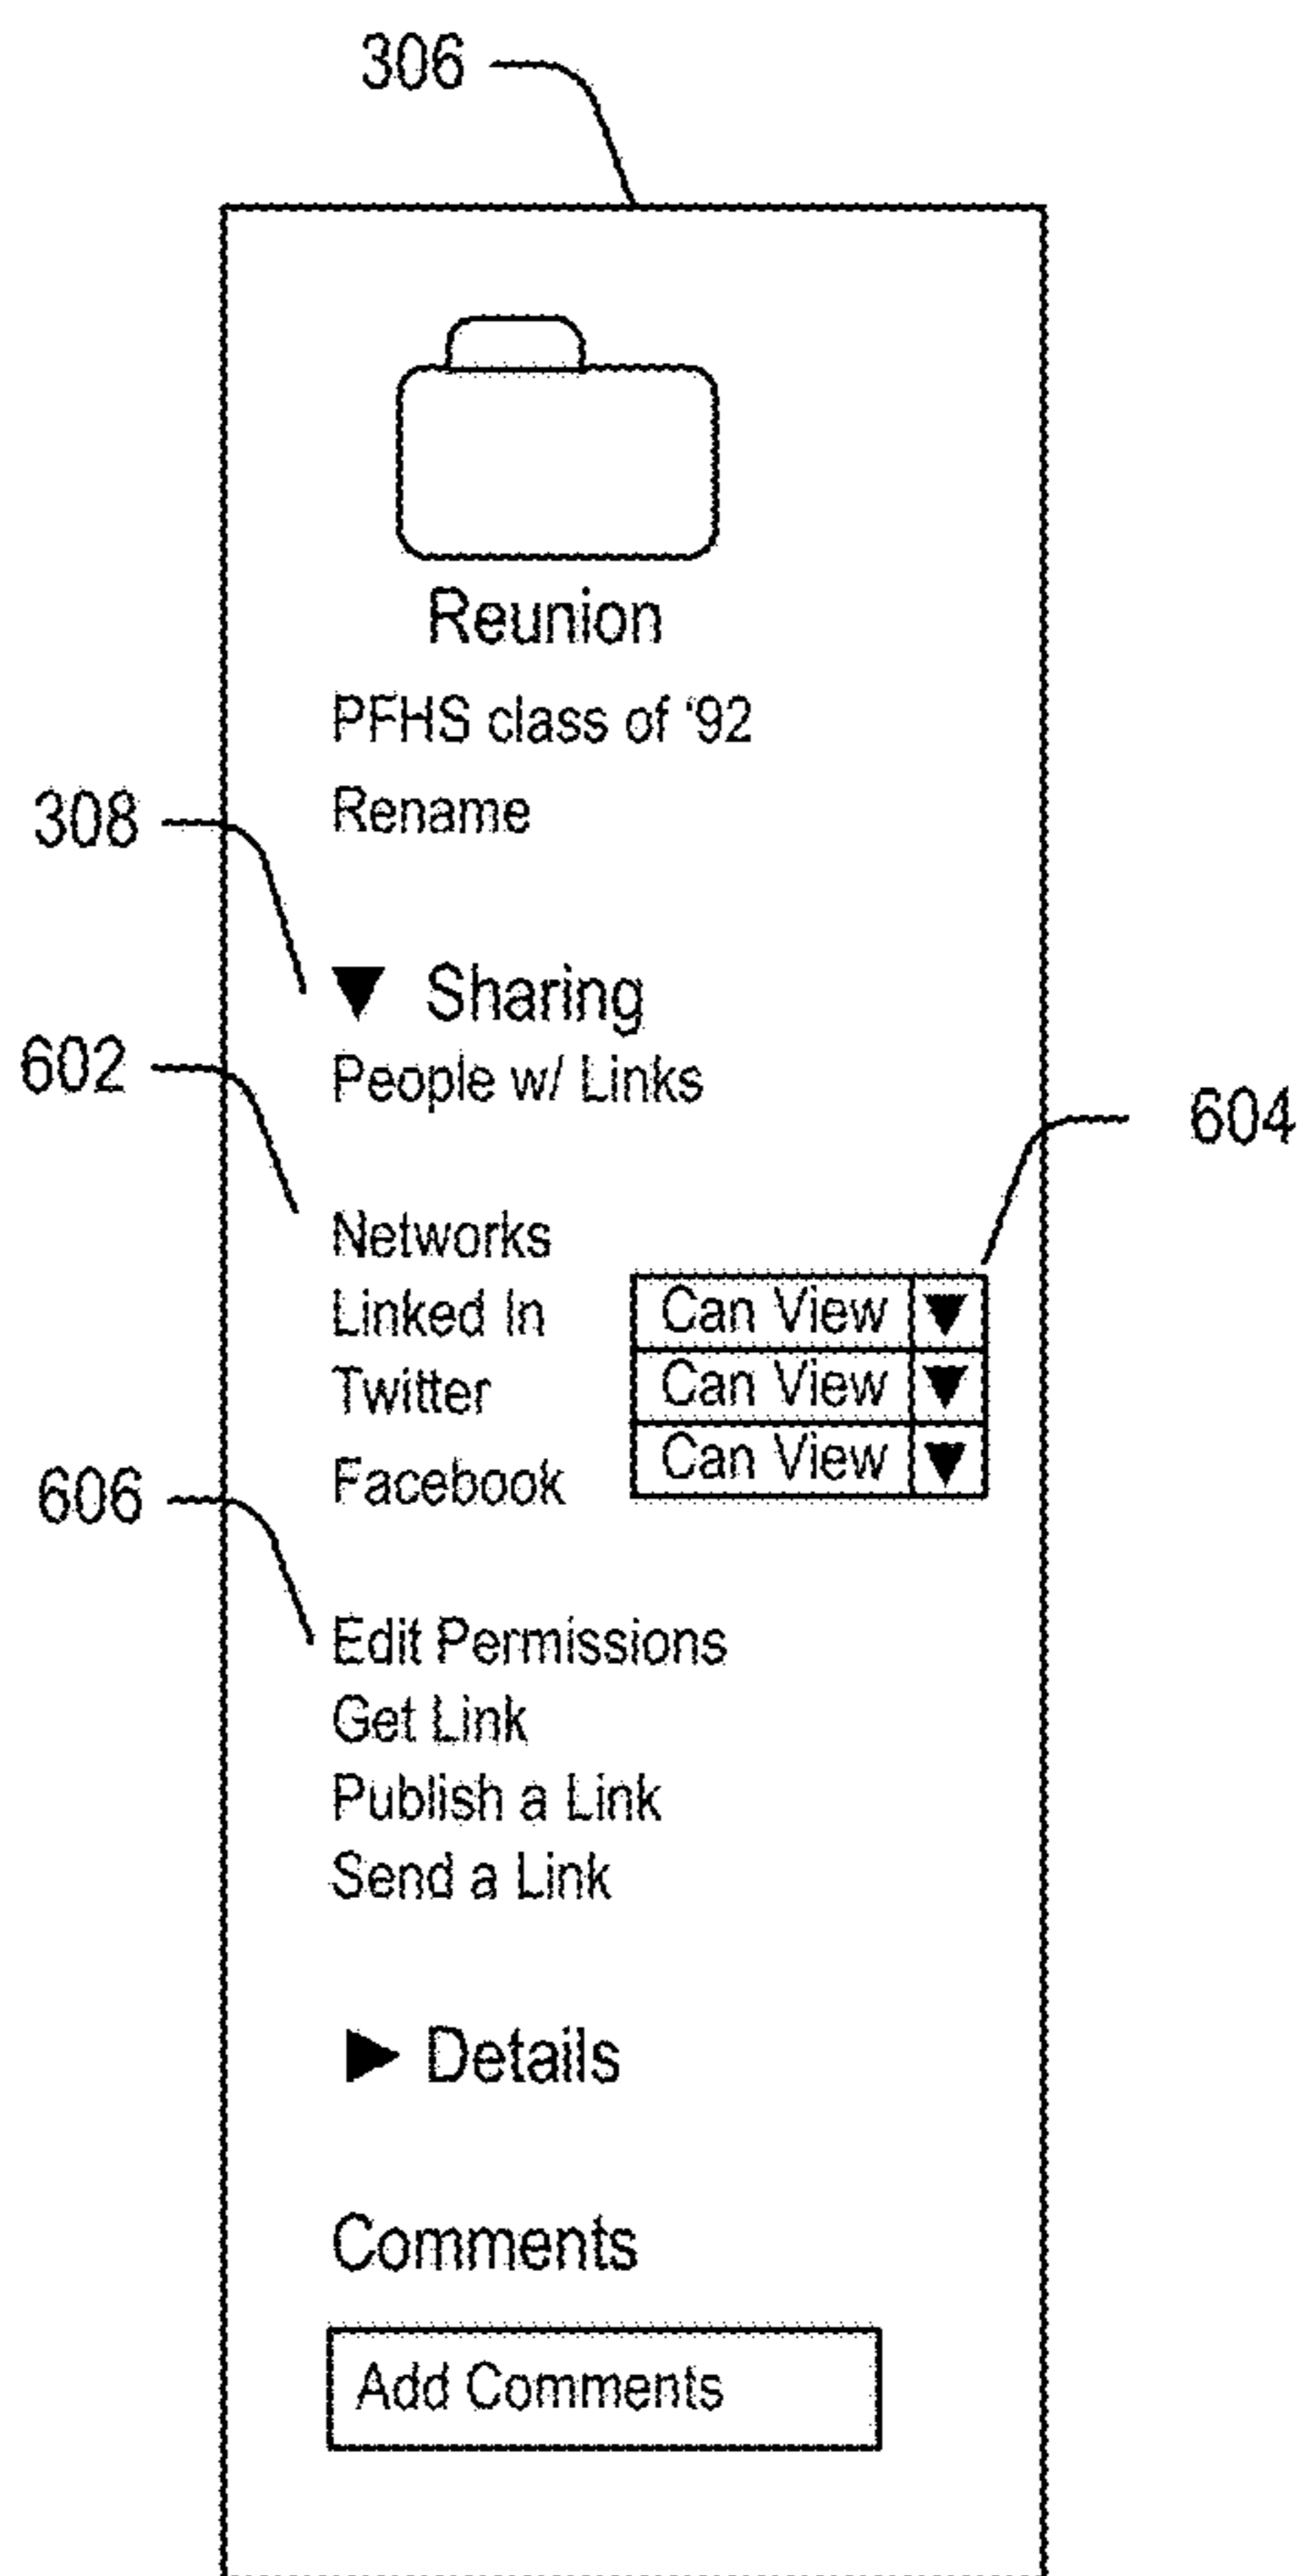 306
Reunion
PFHS class of ‘92
Rename
308
Sharing
602
People w/ Links
604
Networks
Linked In Can View
Twitter Can View
Facebook Can View
606
Edit Permissions
Get Link
Publish a Link
Send a Link
Details
Comments
Add Comments